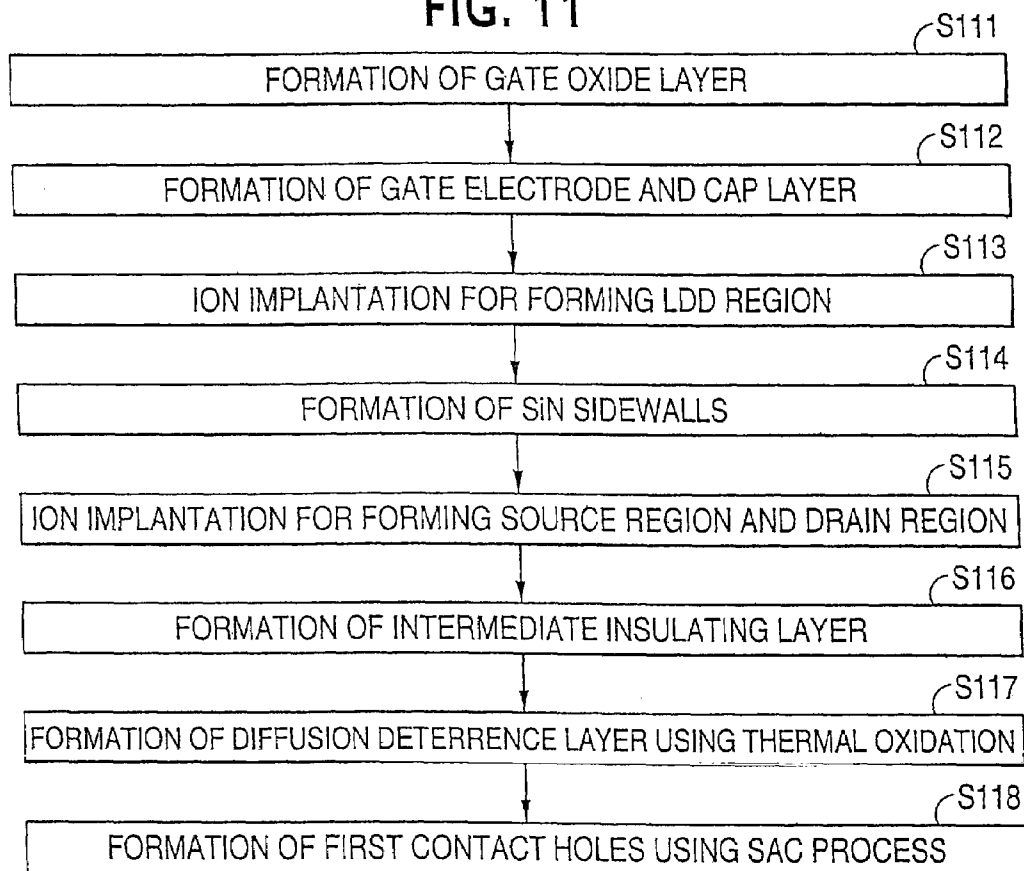 FIG. 11
S111
FORMATION OF GATE OXIDE LAYER
S112
FORMATION OF GATE ELECTRODE AND CAP LAYER
S113
ION IMPLANTATION FOR FORMING LDD REGION
S114
FORMATION OF SiN SIDEWALLS
S115
ION IMPLANTATION FOR FORMING SOURCE REGION AND DRAIN REGION
S116
FORMATION OF INTERMEDIATE INSULATING LAYER
S117
FORMATION OF DIFFUSION DETERRENCE LAYER USING THERMAL OXIDATION
S118
FORMATION OF FIRST CONTACT HOLES USING SAC PROCESS